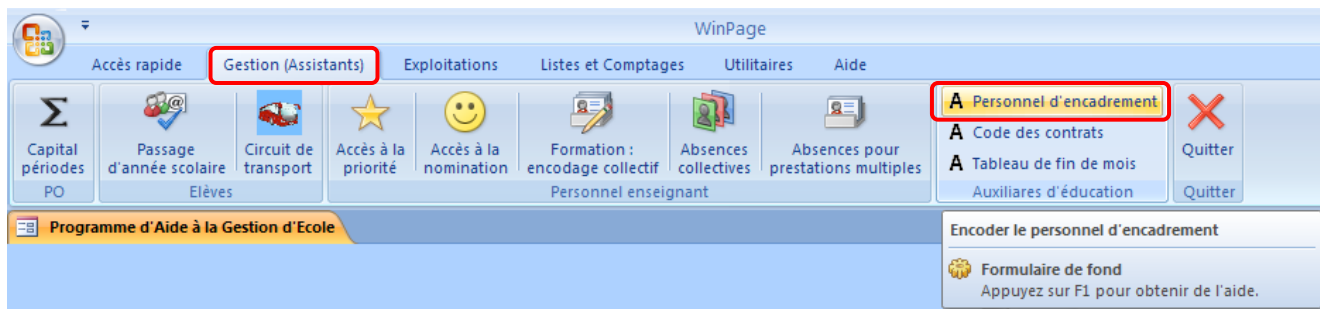 WinPage
Accès rapide
Gestion (Assistants)
Exploitations
Listes et Comptages
Utilitaires
Aide
Σ
Capital
périodes
PO
Passage
d'année scolaire
Circuit de
transport
Elèves
Accès à la
priorité
Accès à la
nomination
Formation :
encodage collectif
Absences
collectives
Absences pour
prestations multiples
Personnel enseignant
A Personnel d'encadrement
A Code des contrats
A Tableau de fin de mois
Auxiliares d'éducation
Quitter
Quitter
Programme d'Aide à la Gestion d'Ecole
Encoder le personnel d'encadrement
Formulaire de fond
Appuyez sur F1 pour obtenir de l'aide.